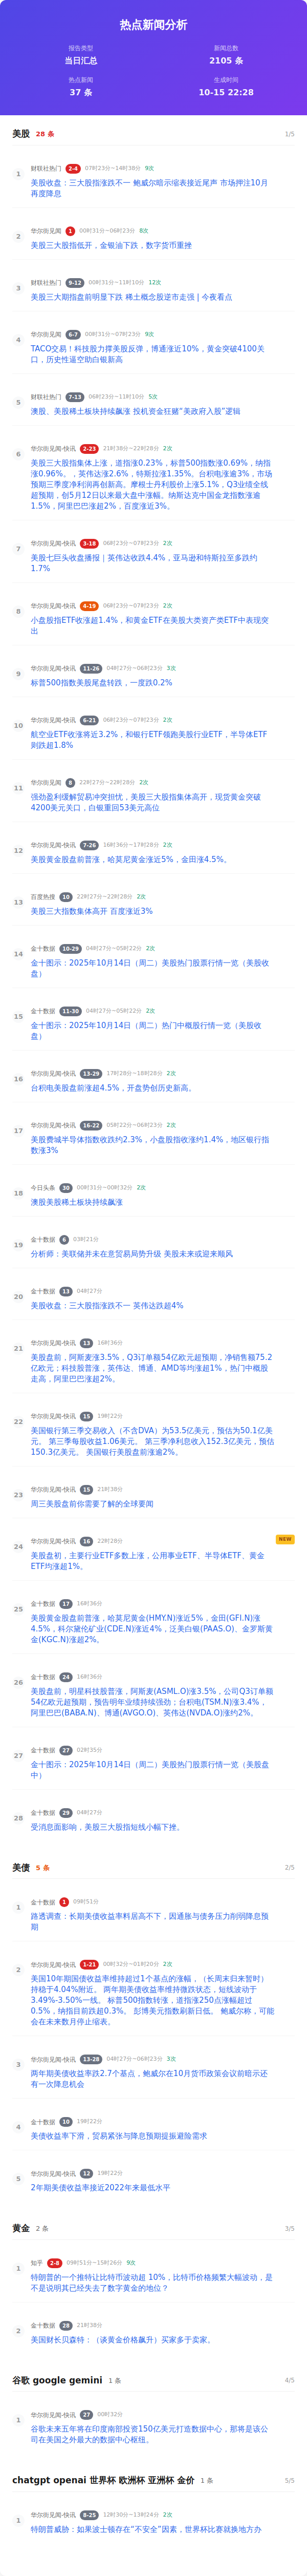 热点新闻分析
报告类型
当日汇总
新闻总数
2105 条
热点新闻
37 条
生成时间
10-15 22:28
美股 28 条 1/5
1
财联社热门 2-4 07时23分~14时38分 9次
美股收盘：三大股指涨跌不一 鲍威尔暗示缩表接近尾声 市场押注10月
再度降息
2
华尔街见闻 1 00时31分~06时23分 8次
美股三大股指低开，金银油下跌，数字货币重挫
3
财联社热门 9-12 00时31分~11时10分 12次
美股三大期指盘前明显下跌 稀土概念股逆市走强 | 今夜看点
4
华尔街见闻 6-7 00时31分~07时23分 9次
TACO交易！科技股力撑美股反弹，博通涨近10%，黄金突破4100关
口，历史性逼空助白银新高
5
财联社热门 7-13 06时23分~11时10分 5次
澳股、美股稀土板块持续飙涨 投机资金狂赌“美政府入股”逻辑
6
华尔街见闻-快讯 2-23 21时38分~22时28分 2次
美股三大股指集体上涨，道指涨0.23%，标普500指数涨0.69%，纳指
涨0.96%。，英伟达涨2.6%，特斯拉涨1.35%。台积电涨逾3%，市场
预期三季度净利润再创新高。摩根士丹利股价上涨5.1%，Q3业绩全线
超预期，创5月12日以来最大盘中涨幅。纳斯达克中国金龙指数涨逾
1.5%，阿里巴巴涨超2%，百度涨近3%。
7
华尔街见闻-快讯 3-18 06时23分~07时23分 2次
美股七巨头收盘播报｜英伟达收跌4.4%，亚马逊和特斯拉至多跌约
1.7%
8
华尔街见闻-快讯 4-19 06时23分~07时23分 2次
小盘股指ETF收涨超1.4%，和黄金ETF在美股大类资产类ETF中表现突
出
9
华尔街见闻-快讯 11-26 04时27分~06时23分 3次
标普500指数美股尾盘转跌，一度跌0.2%
10
华尔街见闻-快讯 6-21 06时23分~07时23分 2次
航空业ETF收涨将近3.2%，和银行ETF领跑美股行业ETF，半导体ETF
则跌超1.8%
11
华尔街见闻 8 22时27分~22时28分 2次
强劲盈利缓解贸易冲突担忧，美股三大股指集体高开，现货黄金突破
4200美元关口，白银重回53美元高位
12
华尔街见闻-快讯 7-26 16时36分~17时28分 2次
美股黄金股盘前普涨，哈莫尼黄金涨近5%，金田涨4.5%。
13
百度热搜 10 22时27分~22时28分 2次
美股三大指数集体高开 百度涨近3%
14
金十数据 10-29 04时27分~05时22分 2次
金十图示：2025年10月14日（周二）美股热门股票行情一览（美股收
盘）
15
金十数据 11-30 04时27分~05时22分 2次
金十图示：2025年10月14日（周二）热门中概股行情一览（美股收
盘）
16
华尔街见闻-快讯 13-29 17时28分~18时28分 2次
台积电美股盘前涨超4.5%，开盘势创历史新高。
17
华尔街见闻-快讯 16-22 05时22分~06时23分 2次
美股费城半导体指数收跌约2.3%，小盘股指收涨约1.4%，地区银行指
数涨3%
18
今日头条 30 00时31分~00时32分 2次
澳股美股稀土板块持续飙涨
19
金十数据 6 03时21分
分析师：美联储并未在意贸易局势升级 美股未来或迎来顺风
20
金十数据 13 04时27分
美股收盘：三大股指涨跌不一 英伟达跌超4%
21
华尔街见闻-快讯 13 16时36分
美股盘前，阿斯麦涨3.5%，Q3订单额54亿欧元超预期，净销售额75.2
亿欧元；科技股普涨，英伟达、博通、AMD等均涨超1%，热门中概股
走高，阿里巴巴涨超2%。
22
华尔街见闻-快讯 15 19时22分
美国银行第三季交易收入（不含DVA）为53.5亿美元，预估为50.1亿美
元。 第三季每股收益1.06美元。 第三季净利息收入152.3亿美元，预估
150.3亿美元。 美国银行美股盘前涨逾2%。
23
华尔街见闻-快讯 15 21时38分
周三美股盘前你需要了解的全球要闻
24
华尔街见闻-快讯 16 22时28分 NEW
美股盘初，主要行业ETF多数上涨，公用事业ETF、半导体ETF、黄金
ETF均涨超1%。
25
金十数据 17 16时36分
美股黄金股盘前普涨，哈莫尼黄金(HMY.N)涨近5%，金田(GFI.N)涨
4.5%，科尔黛伦矿业(CDE.N)涨近4%，泛美白银(PAAS.O)、金罗斯黄
金(KGC.N)涨超2%。
26
金十数据 24 16时36分
美股盘前，明星科技股普涨，阿斯麦(ASML.O)涨3.5%，公司Q3订单额
54亿欧元超预期，预告明年业绩持续强劲；台积电(TSM.N)涨3.4%，
阿里巴巴(BABA.N)、博通(AVGO.O)、英伟达(NVDA.O)涨约2%。
27
金十数据 27 02时35分
金十图示：2025年10月14日（周二）美股热门股票行情一览（美股盘
中）
28
金十数据 29 04时27分
受消息面影响，美股三大股指短线小幅下挫。
美债 5 条 2/5
1
金十数据 1 09时51分
路透调查：长期美债收益率料居高不下，因通胀与债务压力削弱降息预
期
2
华尔街见闻-快讯 1-21 00时32分~01时20分 2次
美国10年期国债收益率维持超过1个基点的涨幅，（长周末归来暂时）
持稳于4.04%附近。 两年期美债收益率维持微跌状态，短线波动于
3.49%-3.50%一线。 标普500指数转涨，道指涨250点涨幅超过
0.5%，纳指目前跌超0.3%。 彭博美元指数刷新日低。 鲍威尔称，可能
会在未来数月停止缩表。
3
华尔街见闻-快讯 13-28 04时27分~06时23分 3次
两年期美债收益率跌2.7个基点，鲍威尔在10月货币政策会议前暗示还
有一次降息机会
4
金十数据 10 19时22分
美债收益率下滑，贸易紧张与降息预期提振避险需求
5
华尔街见闻-快讯 12 19时22分
2年期美债收益率接近2022年来最低水平
黄金 2 条 3/5
1
知乎 2-8 09时51分~15时26分 9次
特朗普的一个推特让比特币波动超 10%，比特币价格频繁大幅波动，是
不是说明其已经失去了数字黄金的地位？
2
金十数据 28 21时38分
美国财长贝森特：（谈黄金价格飙升）买家多于卖家。
谷歌 google gemini 1 条 4/5
1
华尔街见闻-快讯 27 00时32分
谷歌未来五年将在印度南部投资150亿美元打造数据中心，那将是该公
司在美国之外最大的数据中心枢纽。
chatgpt openai 世界杯 欧洲杯 亚洲杯 金价 1 条 5/5
1
华尔街见闻-快讯 8-25 12时30分~13时24分 2次
特朗普威胁：如果波士顿存在“不安全”因素，世界杯比赛就换地方办